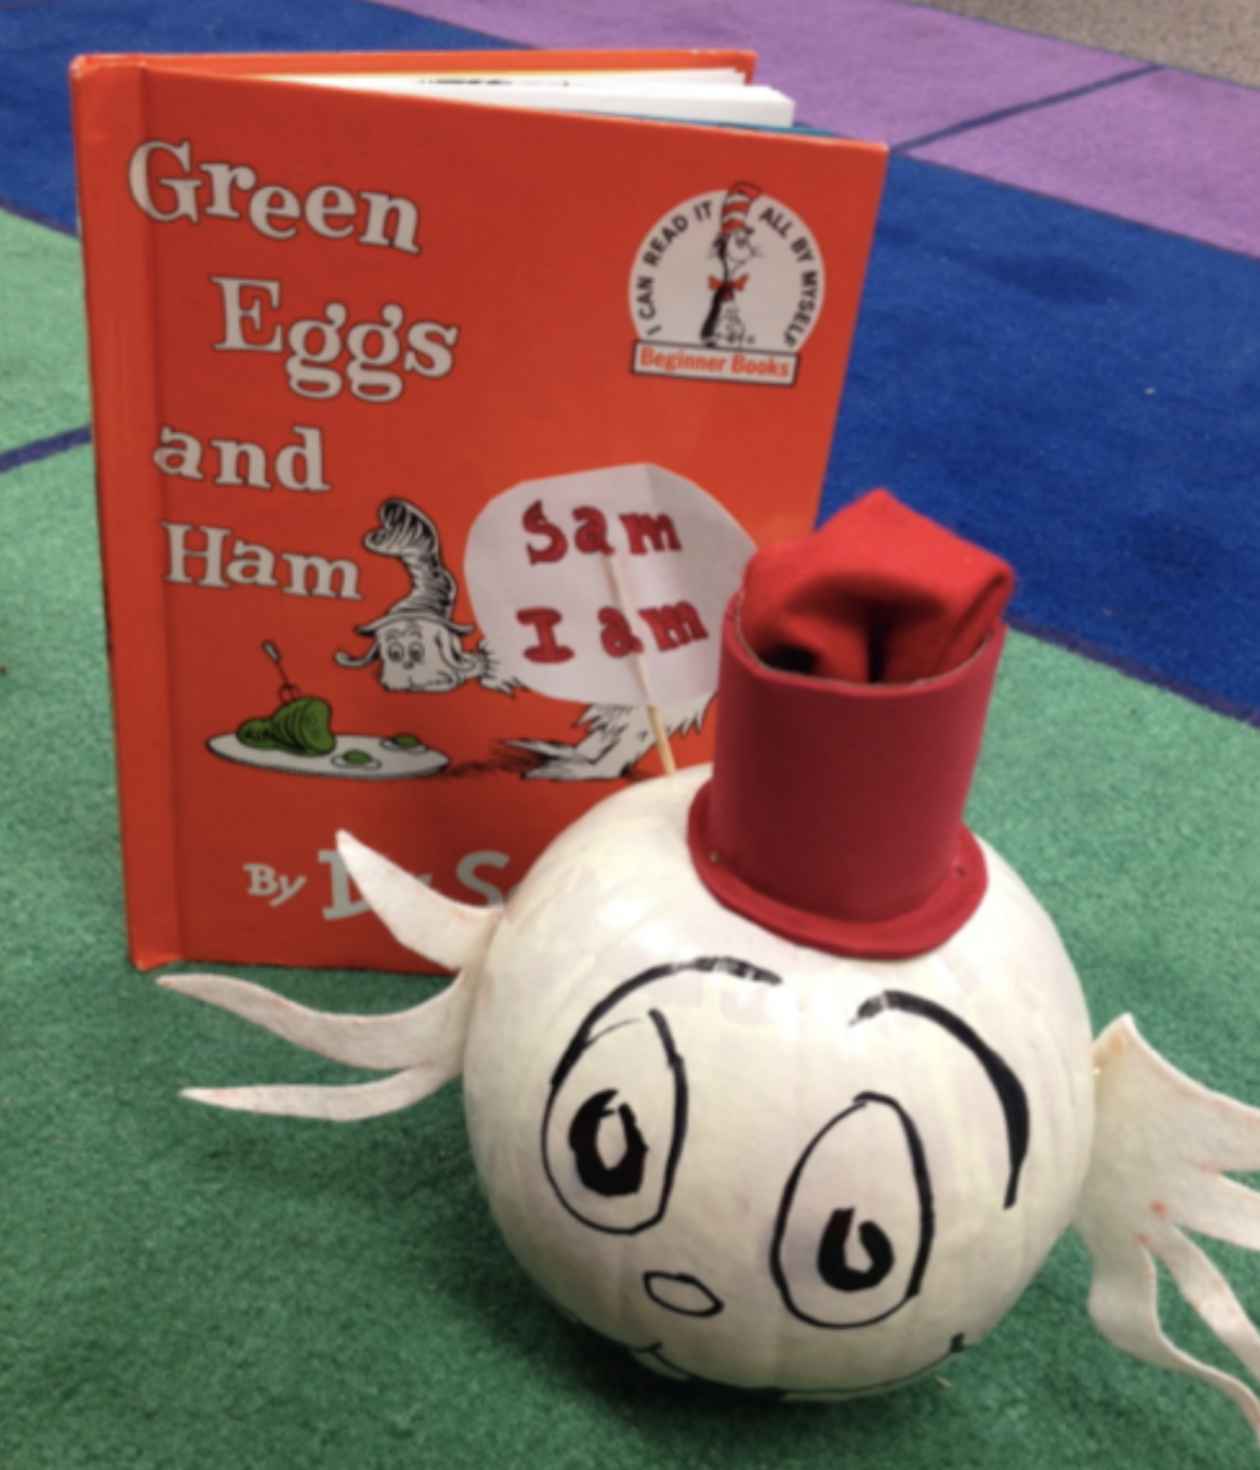 Green
Eggs
and
Ham
I CAN READ IT ALL BY MYSELF
Beginner Books
Sam
I am
By